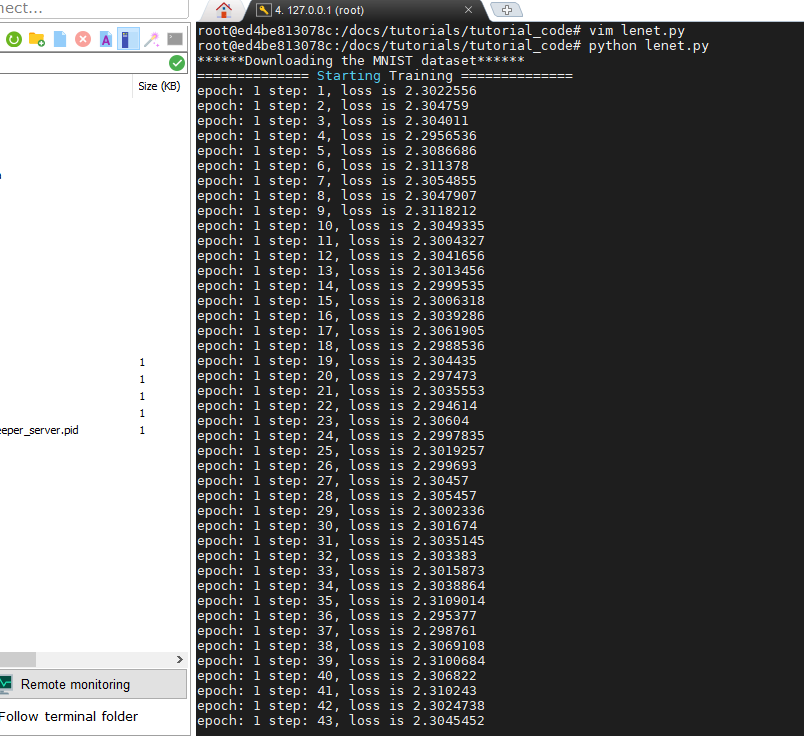 nect...
4. 127.0.0.1 (root)
Size (KB)
1
1
1
1
eeper_server.pid
1
Remote monitoring
Follow terminal folder
root@ed4be813078c:/docs/tutorials/tutorial_code# vim lenet.py
root@ed4be813078c:/docs/tutorials/tutorial_code# python lenet.py
******Downloading the MNIST dataset******
============== Starting Training ==============
epoch: 1 step: 1, loss is 2.3022556
epoch: 1 step: 2, loss is 2.304759
epoch: 1 step: 3, loss is 2.304011
epoch: 1 step: 4, loss is 2.2956536
epoch: 1 step: 5, loss is 2.3086686
epoch: 1 step: 6, loss is 2.311378
epoch: 1 step: 7, loss is 2.3054855
epoch: 1 step: 8, loss is 2.3047907
epoch: 1 step: 9, loss is 2.3118212
epoch: 1 step: 10, loss is 2.3049335
epoch: 1 step: 11, loss is 2.3004327
epoch: 1 step: 12, loss is 2.3041656
epoch: 1 step: 13, loss is 2.3013456
epoch: 1 step: 14, loss is 2.2999535
epoch: 1 step: 15, loss is 2.3006318
epoch: 1 step: 16, loss is 2.3039286
epoch: 1 step: 17, loss is 2.3061905
epoch: 1 step: 18, loss is 2.2988536
epoch: 1 step: 19, loss is 2.304435
epoch: 1 step: 20, loss is 2.297473
epoch: 1 step: 21, loss is 2.3035553
epoch: 1 step: 22, loss is 2.294614
epoch: 1 step: 23, loss is 2.30604
epoch: 1 step: 24, loss is 2.2997835
epoch: 1 step: 25, loss is 2.3019257
epoch: 1 step: 26, loss is 2.299693
epoch: 1 step: 27, loss is 2.30457
epoch: 1 step: 28, loss is 2.305457
epoch: 1 step: 29, loss is 2.3002336
epoch: 1 step: 30, loss is 2.301674
epoch: 1 step: 31, loss is 2.3035145
epoch: 1 step: 32, loss is 2.303383
epoch: 1 step: 33, loss is 2.3015873
epoch: 1 step: 34, loss is 2.3038864
epoch: 1 step: 35, loss is 2.3109014
epoch: 1 step: 36, loss is 2.295377
epoch: 1 step: 37, loss is 2.298761
epoch: 1 step: 38, loss is 2.3069108
epoch: 1 step: 39, loss is 2.3100684
epoch: 1 step: 40, loss is 2.306822
epoch: 1 step: 41, loss is 2.310243
epoch: 1 step: 42, loss is 2.3024738
epoch: 1 step: 43, loss is 2.3045452